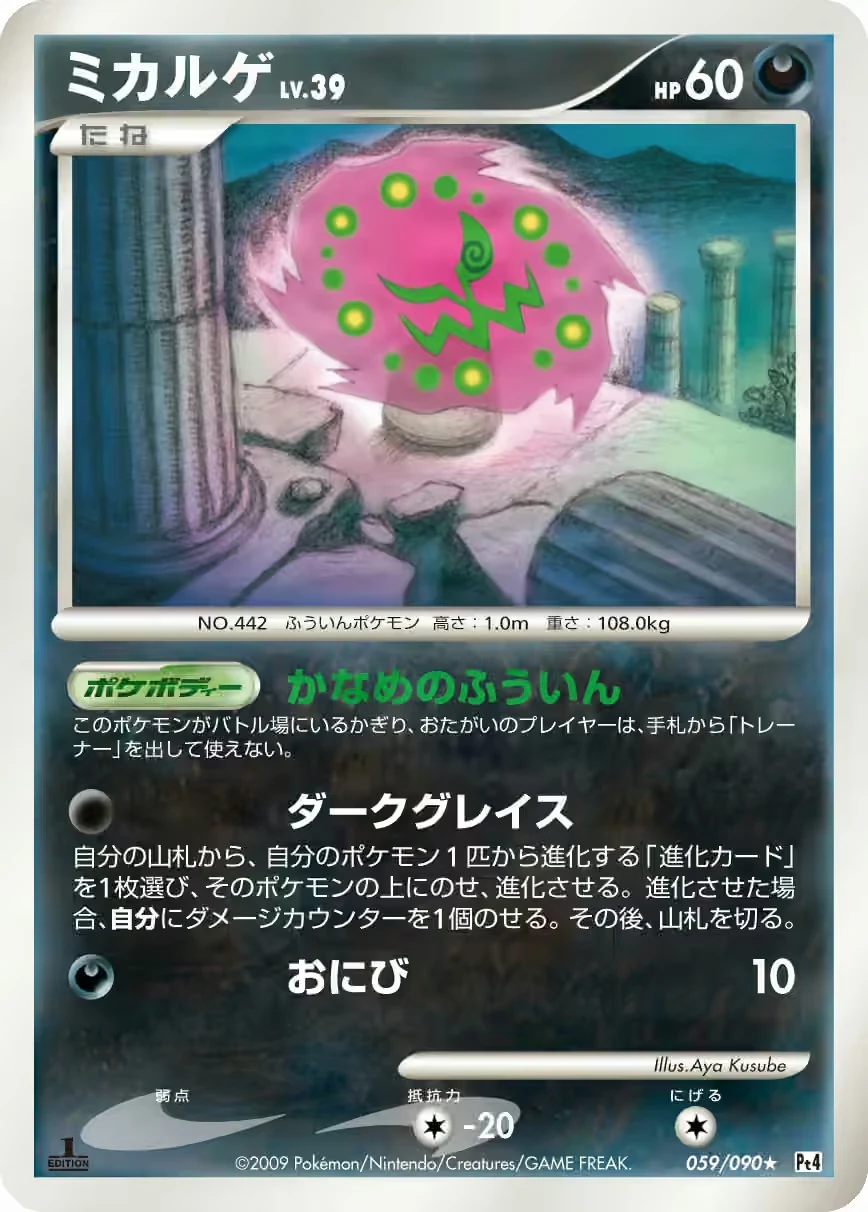 ミカルゲ LV.39 HP60
たね
NO.442 ふういんポケモン 高さ:1.0m 重さ:108.0kg
ポケボディー かなめのふういん
このポケモンがバトル場にいるかぎり、おたがいのプレイヤーは、手札から「トレー
ナー」を出して使えない。
ダークグレイス
自分の山札から、自分のポケモン1匹から進化する「進化カード」
を1枚選び、そのポケモンの上にのせ、進化させる。進化させた場
合、自分にダメージカウンターを1個のせる。その後、山札を切る。
おにび 10
Illus.Aya Kusube
弱点 抵抗力 にげる
-20
1 EDITION
©2009 Pokémon/Nintendo/Creatures/GAME FREAK. 059/090★ Pt4